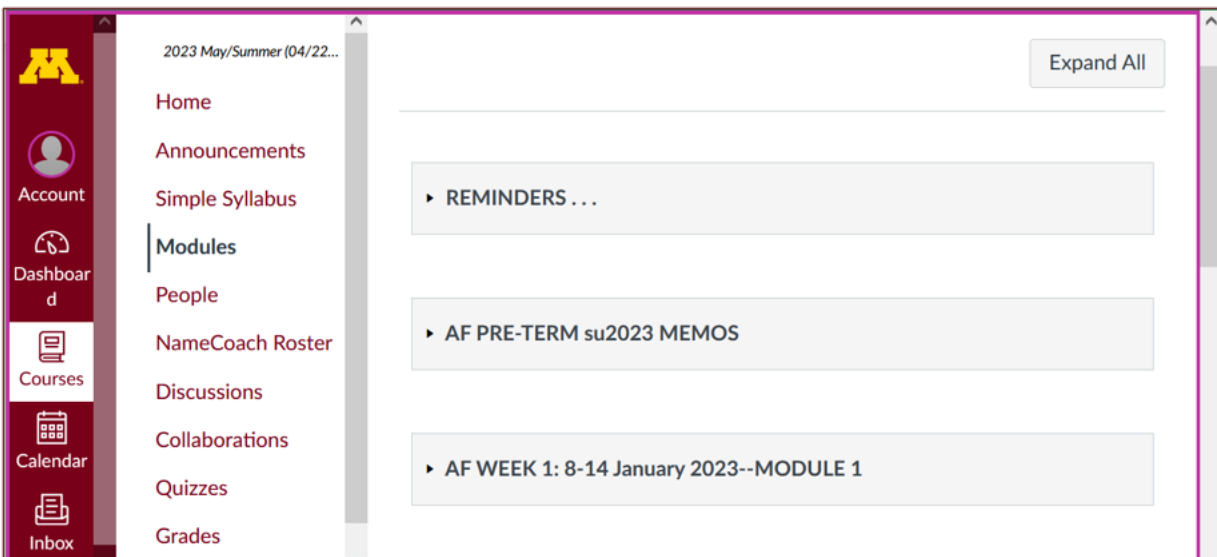 M
Account
Dashboar
d
Courses
Calendar
Inbox
2023 May/Summer (04/22...
Home
Announcements
Simple Syllabus
Modules
People
NameCoach Roster
Discussions
Collaborations
Quizzes
Grades
Expand All
REMINDERS . . .
AF PRE-TERM su2023 MEMOS
AF WEEK 1: 8-14 January 2023--MODULE 1